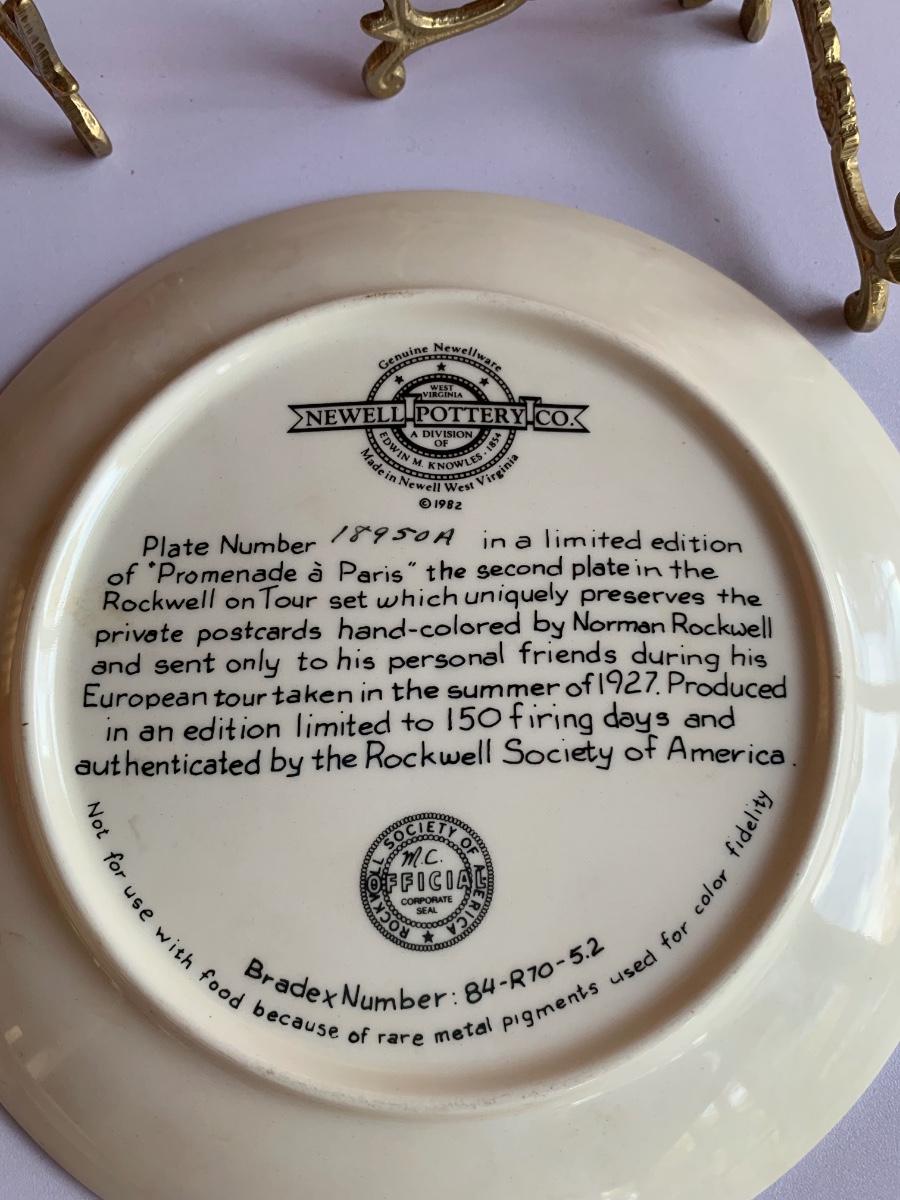 Genuine Newellware
WEST
VIRGINIA
NEWELL POTTERY CO.
A DIVISION
OF
EDWIN M. KNOWLES · 1854
Made in Newell West Virginia
© 1982
Plate Number 18950A in a limited edition
of "Promenade à Paris" the second plate in the
Rockwell on Tour set which uniquely preserves the
private postcards hand-colored by Norman Rockwell
and sent only to his personal friends during his
European tour taken in the summer of 1927. Produced
in an edition limited to 150 firing days and
authenticated by the Rockwell Society of America.
ROCKWELL SOCIETY OF AMERICA
M.C.
OFFICIAL
CORPORATE
SEAL
Bradex Number: 84-R70-5.2
Not for use with food because of rare metal pigments used for color fidelity